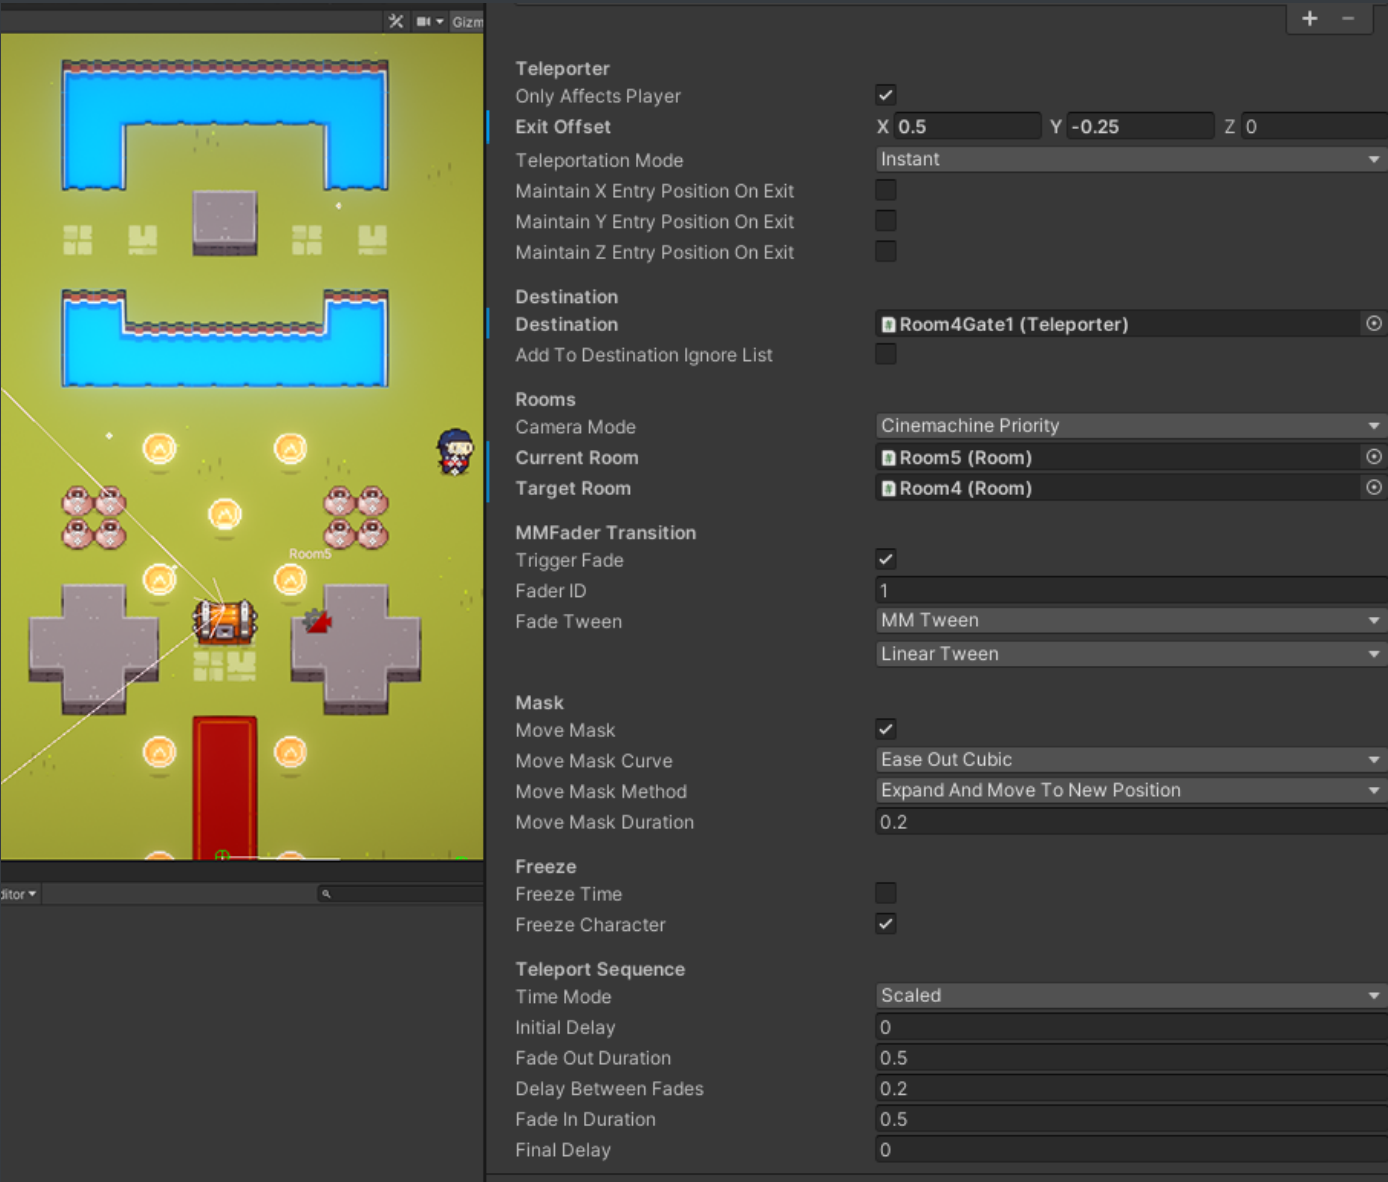 Gizm
Room5
ditor
Teleporter
Only Affects Player
Exit Offset X 0.5 Y -0.25 Z 0
Teleportation Mode Instant
Maintain X Entry Position On Exit
Maintain Y Entry Position On Exit
Maintain Z Entry Position On Exit
Destination
Destination Room4Gate1 (Teleporter)
Add To Destination Ignore List
Rooms
Camera Mode Cinemachine Priority
Current Room Room5 (Room)
Target Room Room4 (Room)
MMFader Transition
Trigger Fade
Fader ID 1
Fade Tween MM Tween
Linear Tween
Mask
Move Mask
Move Mask Curve Ease Out Cubic
Move Mask Method Expand And Move To New Position
Move Mask Duration 0.2
Freeze
Freeze Time
Freeze Character
Teleport Sequence
Time Mode Scaled
Initial Delay 0
Fade Out Duration 0.5
Delay Between Fades 0.2
Fade In Duration 0.5
Final Delay 0